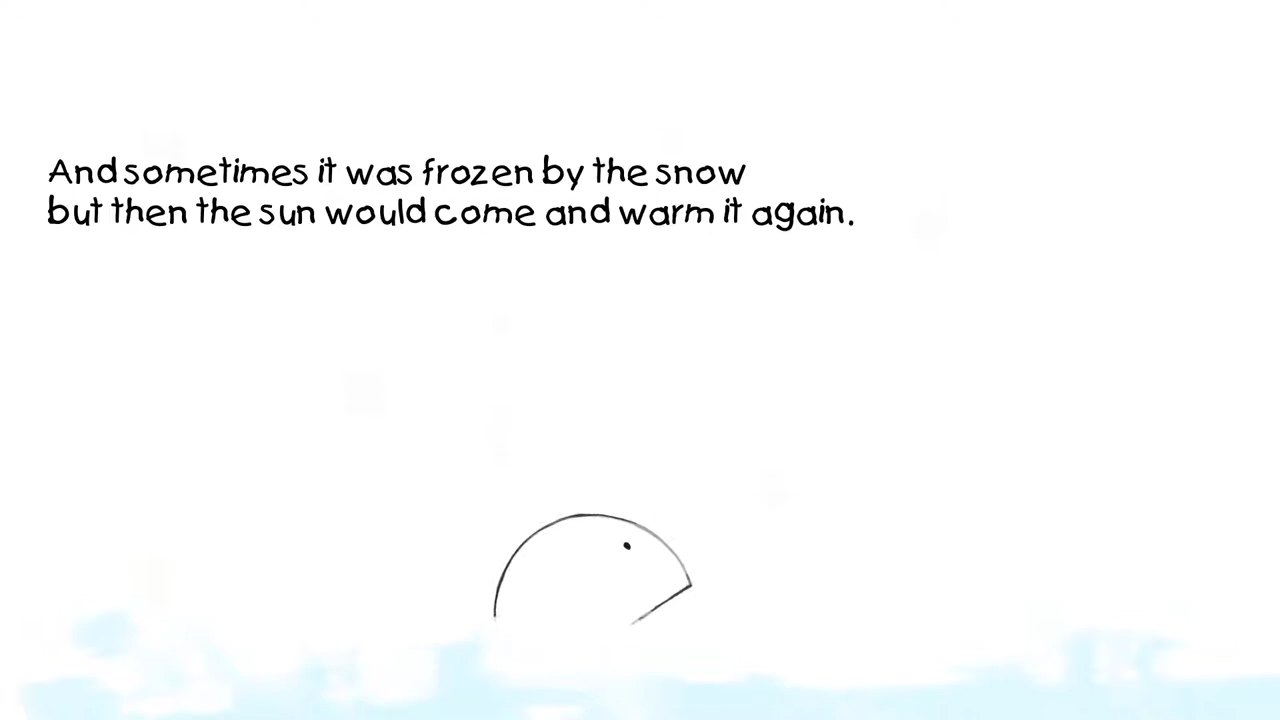 And sometimes it was frozen by the snow
but then the sun would come and warm it again.